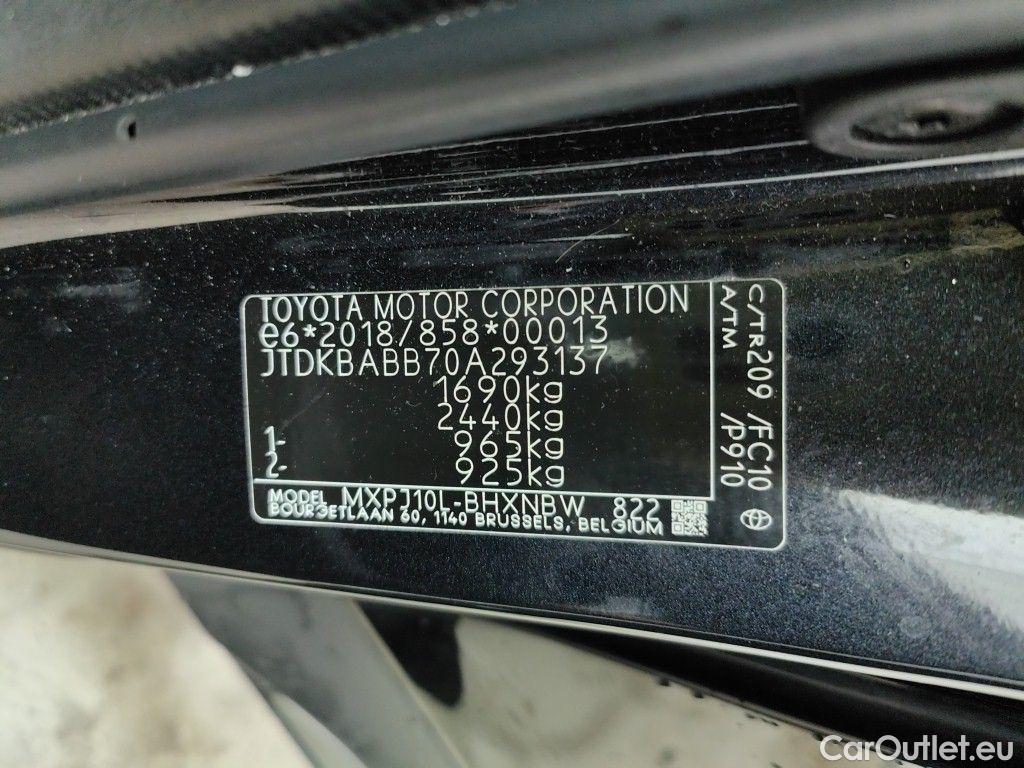 TOYOTA MOTOR CORPORATION
e6*2018/858*00013
JTDKBABB70A293137
1690kg
2440kg
1- 965kg
2- 925kg
MODEL MXPJ10L-BHXNBW 822
BOURGETLAAN 60, 1140 BRUSSELS, BELGIUM
C/TR209 /FC10
A/TM /P910
CarOutlet.eu